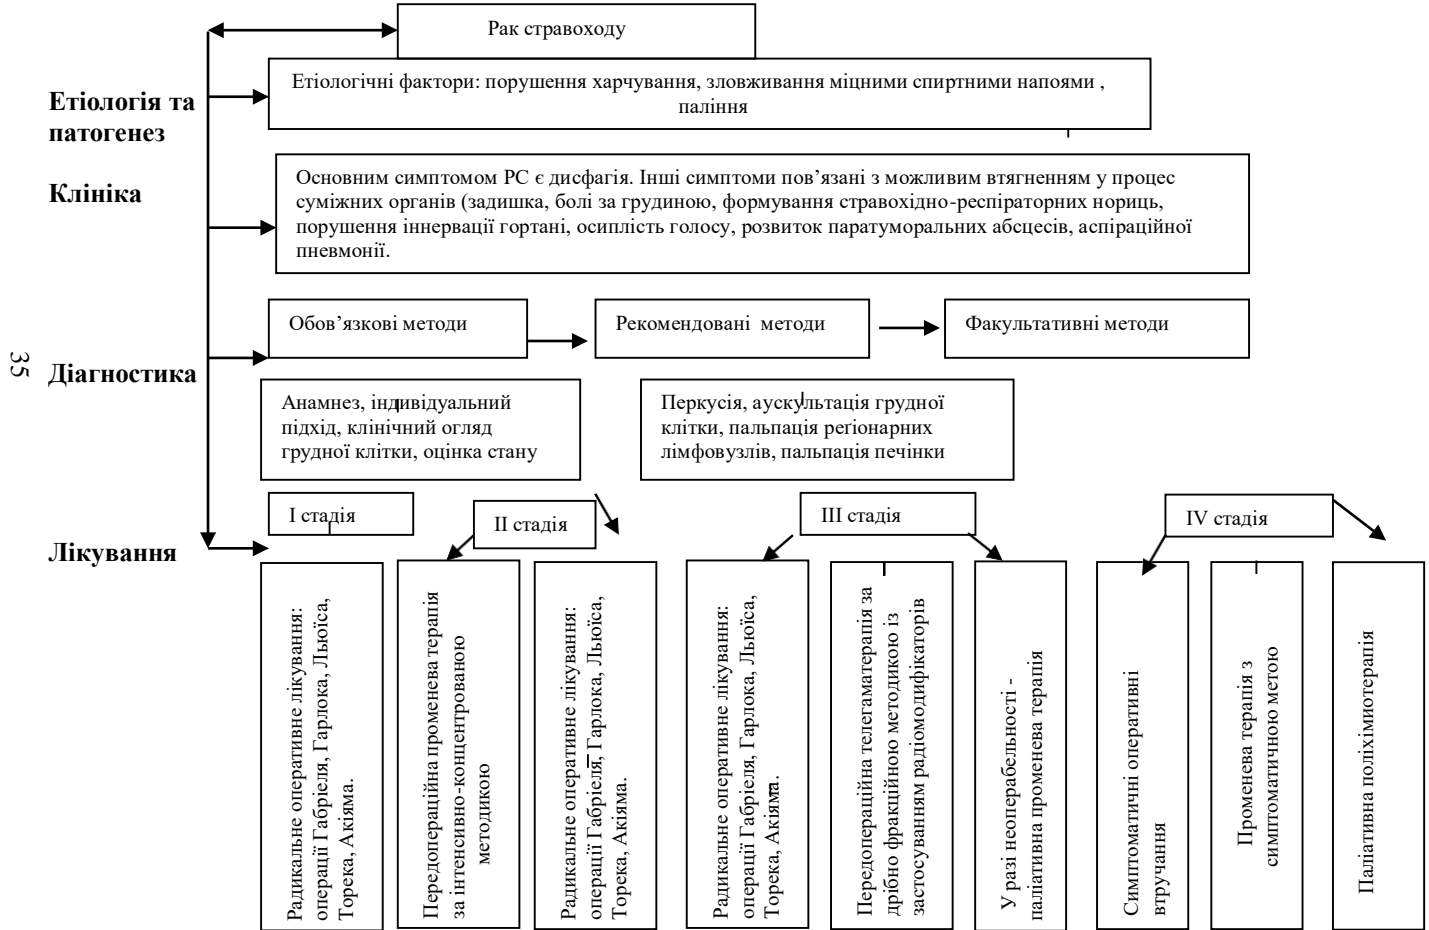 Рак стравоходу
Етіологія та
патогенез
Етіологічні фактори: порушення харчування, зловживання міцними спиртними напоями ,
паління
Клініка
Основним симптомом РС є дисфагія. Інші симптоми пов’язані з можливим втягненням у процес
суміжних органів (задишка, болі за грудиною, формування стравохідно-респіраторних нориць,
порушення іннервації гортані, осиплість голосу, розвиток паратуморальних абсцесів, аспіраційної
пневмонії.
35
Діагностика
Обов’язкові методи
Рекомендовані методи
Факультативні методи
Анамнез, індивідуальний
підхід, клінічний огляд
грудної клітки, оцінка стану
Перкусія, аускультація грудної
клітки, пальпація регіонарних
лімфовузлів, пальпація печінки
Лікування
І стадія
ІІ стадія
ІІІ стадія
IV стадія
Радикальне оперативне лікування:
операції Габріеля, Гарлока, Льюїса,
Торека, Акіяма.
Передопераційна променева терапія
за інтенсивно-концентрованою
методикою
Радикальне оперативне лікування:
операції Габріеля, Гарлока, Льюїса,
Торека, Акіяма.
Радикальне оперативне лікування:
операції Габріеля, Гарлока, Льюїса,
Торека, Акіяма.
Передопераційна телегаматерапія за
дрібно фракційною методикою із
застосуванням радіомодифікаторів
У разі неоперабельності -
паліативна променева терапія
Симптоматичні оперативні
втручання
Променева терапія з
симптоматичною метою
Паліативна поліхіміотерапія